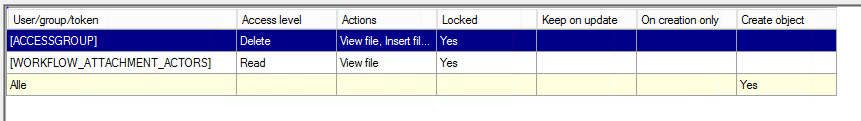 User/group/token Access level Actions Locked Keep on update On creation only Create object
[ACCESSGROUP] Delete View file, Insert fil... Yes
[WORKFLOW_ATTACHMENT_ACTORS] Read View file Yes
Alle Yes